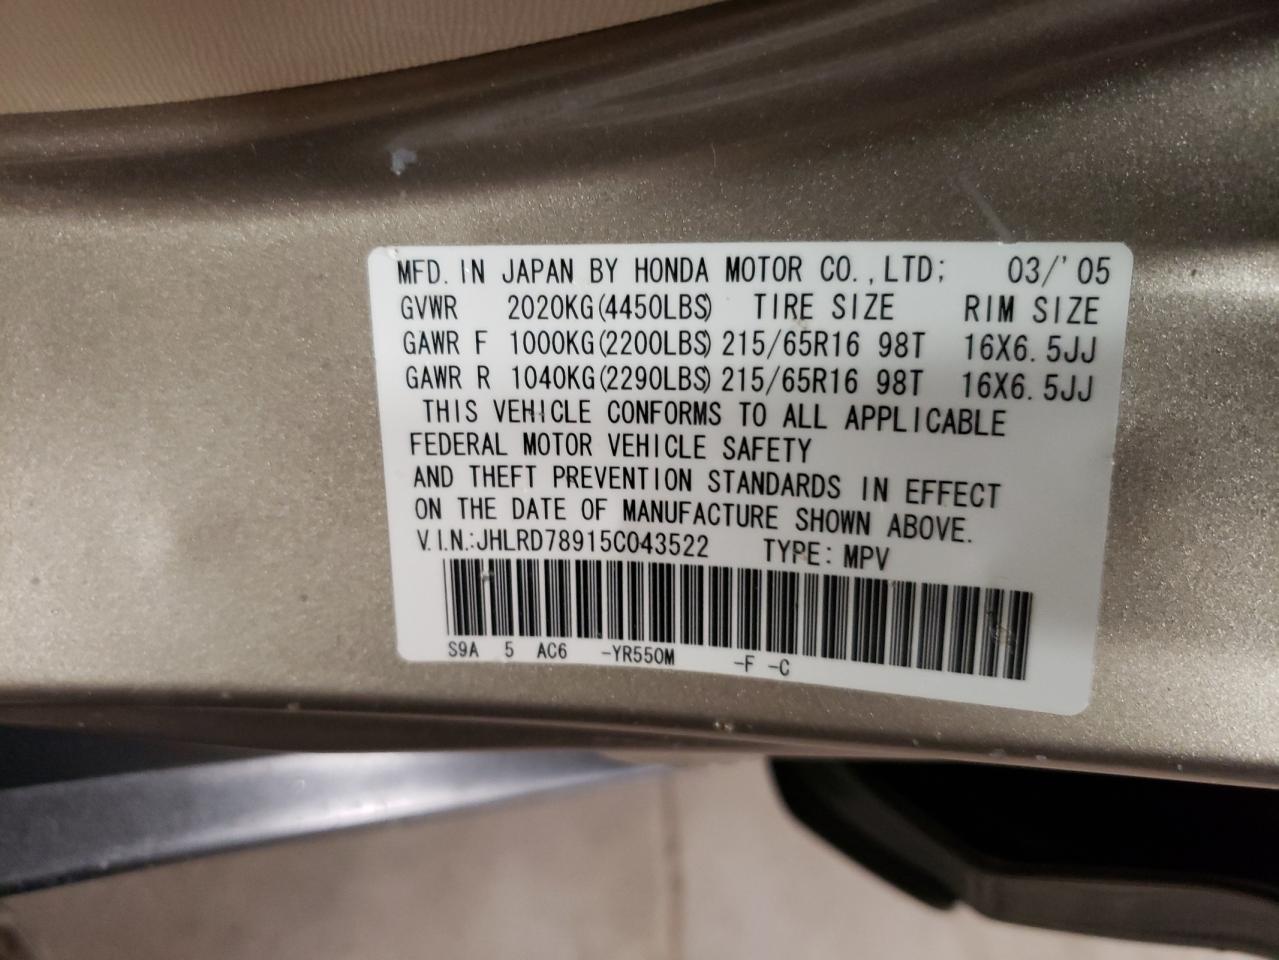 MFD. IN JAPAN BY HONDA MOTOR CO.,LTD; 03/'05
GVWR 2020KG(4450LBS) TIRE SIZE RIM SIZE
GAWR F 1000KG(2200LBS) 215/65R16 98T 16X6.5JJ
GAWR R 1040KG(2290LBS) 215/65R16 98T 16X6.5JJ
THIS VEHICLE CONFORMS TO ALL APPLICABLE
FEDERAL MOTOR VEHICLE SAFETY
AND THEFT PREVENTION STANDARDS IN EFFECT
ON THE DATE OF MANUFACTURE SHOWN ABOVE.
V.I.N.:JHLRD78915C043522 TYPE: MPV
S9A 5 AC6 -YR550M -F -C